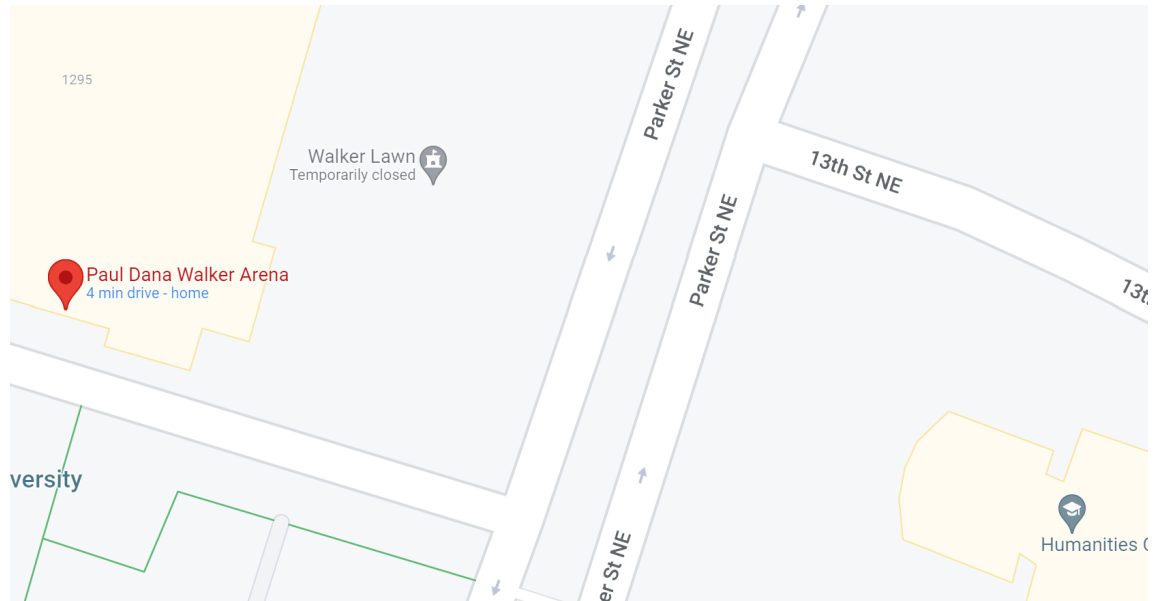 1295
Parker St NE
Walker Lawn
Temporarily closed
13th St NE
Parker St NE
Paul Dana Walker Arena
4 min drive - home
13t
versity
Humanities
er St NE